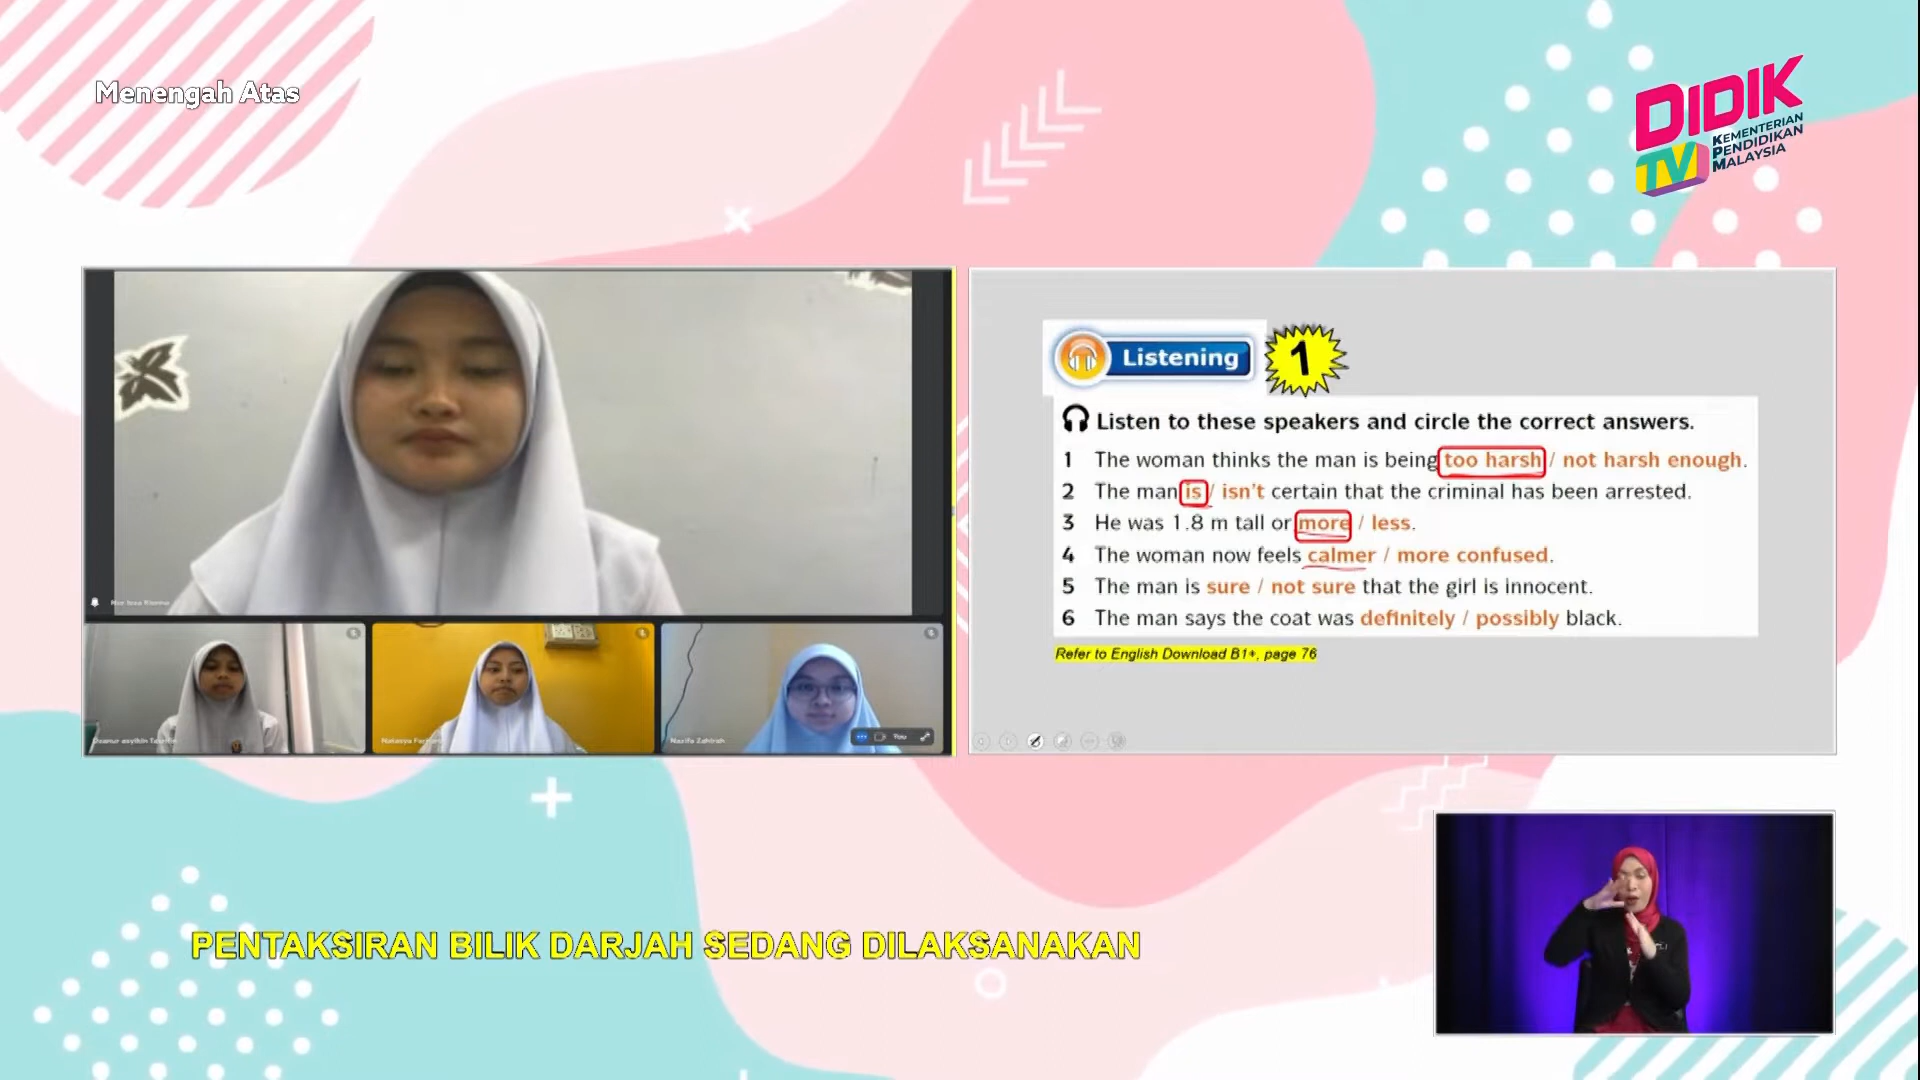 Menengah Atas
DIDIK
TV
KEMENTERIAN
PENDIDIKAN
MALAYSIA
Listening
1
Listen to these speakers and circle the correct answers.
1 The woman thinks the man is being too harsh / not harsh enough.
2 The man is / isn't certain that the criminal has been arrested.
3 He was 1.8 m tall or more / less.
4 The woman now feels calmer / more confused.
5 The man is sure / not sure that the girl is innocent.
6 The man says the coat was definitely / possibly black.
Refer to English Download B1+, page 76
Nazifa Zahirah
You
PENTAKSIRAN BILIK DARJAH SEDANG DILAKSANAKAN